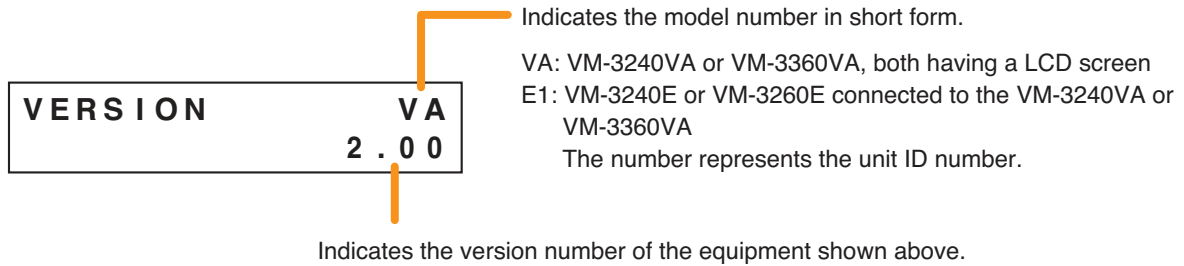 Indicates the model number in short form.
VA: VM-3240VA or VM-3360VA, both having a LCD screen
E1: VM-3240E or VM-3260E connected to the VM-3240VA or
VM-3360VA
The number represents the unit ID number.
VERSION VA
2.00
Indicates the version number of the equipment shown above.